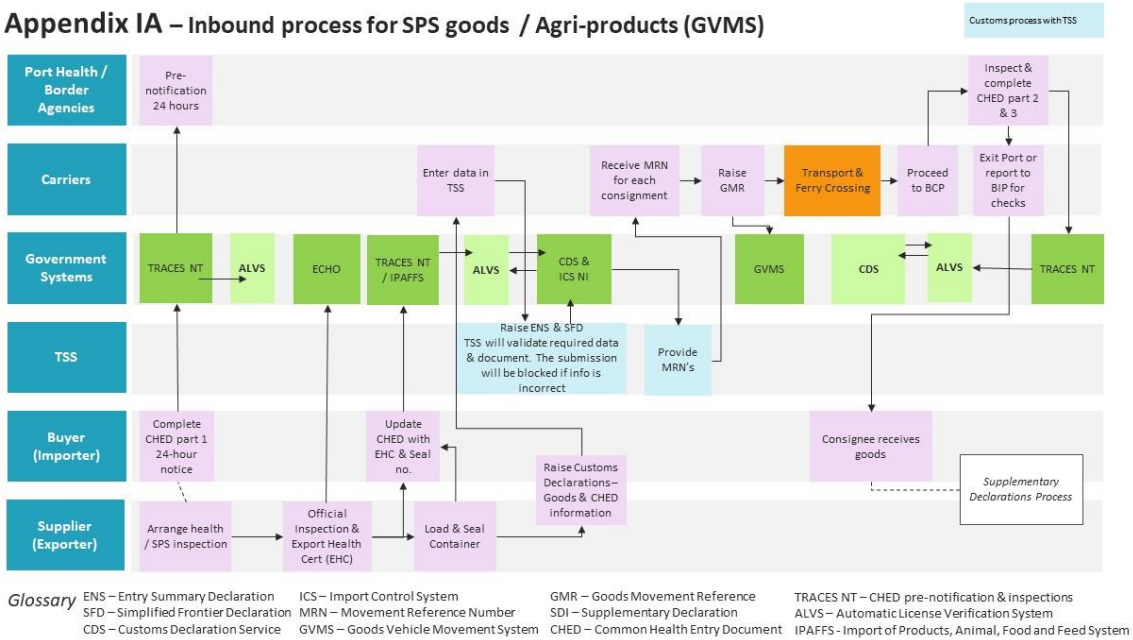 Appendix IA – Inbound process for SPS goods / Agri-products (GVMS)
Customs process with TSS
Port Health /
Border
Agencies
Pre-
notification
24 hours
Inspect &
complete
CHED part 2
& 3
Carriers
Enter data in
TSS
Receive MRN
for each
consignment
Raise
GMR
Transport &
Ferry Crossing
Proceed
to BCP
Exit Port or
report to
BIP for
checks
Government
Systems
TRACES NT
ALVS
ECHO
TRACES NT
/ IPAFFS
ALVS
CDS &
ICS NI
GVMS
CDS
ALVS
TRACES NT
TSS
Raise ENS & SFD
TSS will validate required data
& document. The submission
will be blocked if info is
incorrect
Provide
MRN's
Buyer
(Importer)
Complete
CHED part 1
24-hour
notice
Update
CHED with
EHC & Seal
no.
Raise Customs
Declarations–
Goods & CHED
information
Consignee receives
goods
Supplementary
Declarations Process
Supplier
(Exporter)
Arrange health
/ SPS inspection
Official
Inspection &
Export Health
Cert (EHC)
Load & Seal
Container
Glossary
ENS – Entry Summary Declaration
SFD – Simplified Frontier Declaration
CDS – Customs Declaration Service
ICS – Import Control System
MRN – Movement Reference Number
GVMS – Goods Vehicle Movement System
GMR – Goods Movement Reference
SDI – Supplementary Declaration
CHED – Common Health Entry Document
TRACES NT – CHED pre-notification & inspections
ALVS – Automatic License Verification System
IPAFFS - Import of Products, Animal, Food and Feed System